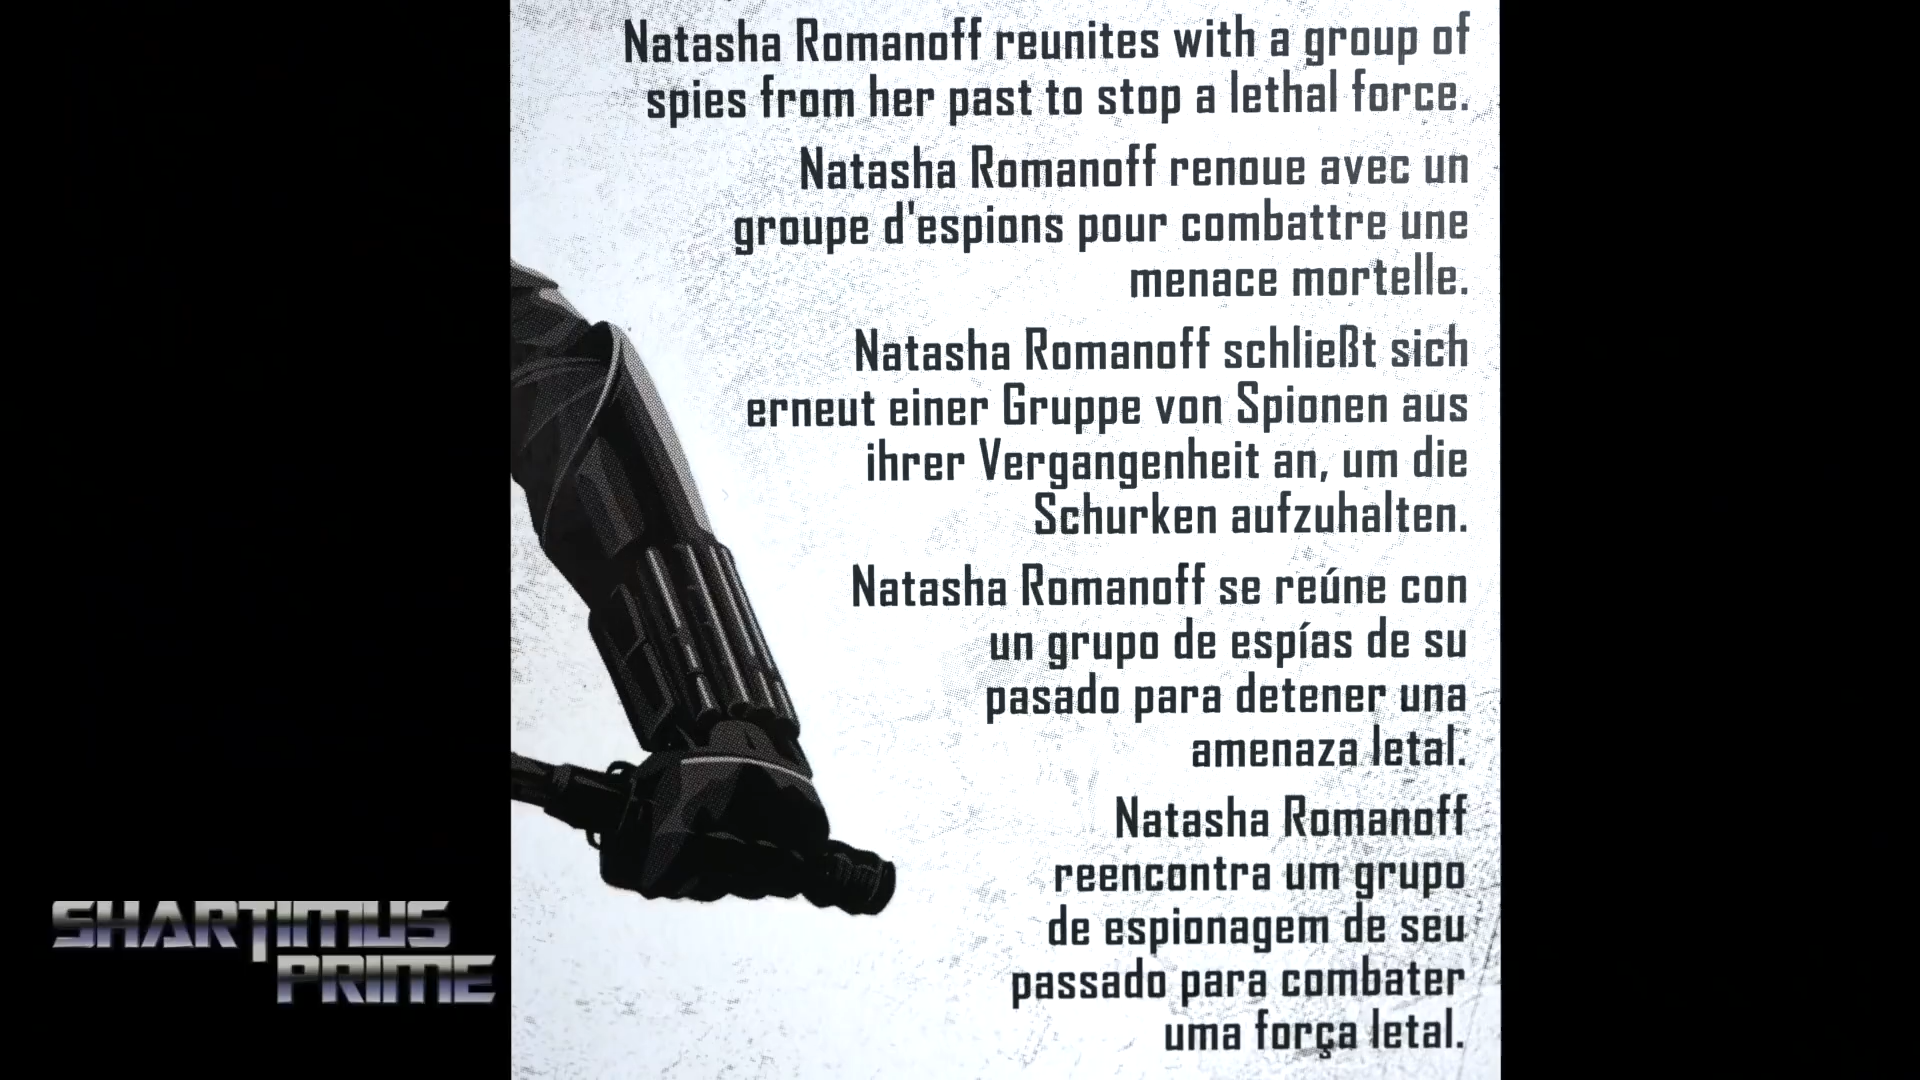 Natasha Romanoff reunites with a group of
spies from her past to stop a lethal force.
Natasha Romanoff renoue avec un
groupe d'espions pour combattre une
menace mortelle.
Natasha Romanoff schließt sich
erneut einer Gruppe von Spionen aus
ihrer Vergangenheit an, um die
Schurken aufzuhalten.
Natasha Romanoff se reúne con
un grupo de espías de su
pasado para detener una
amenaza letal.
Natasha Romanoff
reencontra um grupo
de espionagem de seu
passado para combater
uma força letal.
SHARTIMUS
PRIME